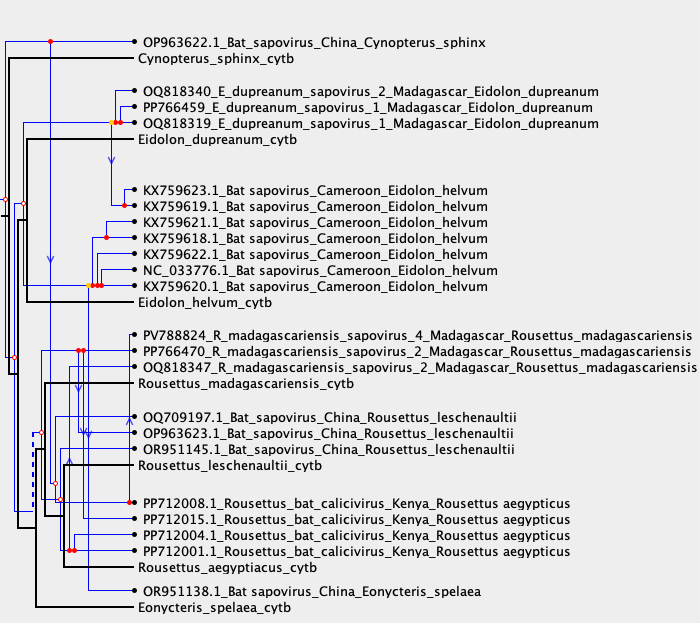 OP963622.1_Bat_sapovirus_China_Cynopterus_sphinx
Cynopterus_sphinx_cytb
OQ818340_E_dupreanum_sapovirus_2_Madagascar_Eidolon_dupreanum
PP766459_E_dupreanum_sapovirus_1_Madagascar_Eidolon_dupreanum
OQ818319_E_dupreanum_sapovirus_1_Madagascar_Eidolon_dupreanum
Eidolon_dupreanum_cytb
KX759623.1_Bat sapovirus_Cameroon_Eidolon_helvum
KX759619.1_Bat sapovirus_Cameroon_Eidolon_helvum
KX759621.1_Bat sapovirus_Cameroon_Eidolon_helvum
KX759618.1_Bat sapovirus_Cameroon_Eidolon_helvum
KX759622.1_Bat sapovirus_Cameroon_Eidolon_helvum
NC_033776.1_Bat sapovirus_Cameroon_Eidolon_helvum
KX759620.1_Bat sapovirus_Cameroon_Eidolon_helvum
Eidolon_helvum_cytb
PV788824_R_madagascariensis_sapovirus_4_Madagascar_Rousettus_madagascariensis
PP766470_R_madagascariensis_sapovirus_2_Madagascar_Rousettus_madagascariensis
OQ818347_R_madagascariensis_sapovirus_2_Madagascar_Rousettus_madagascariensis
Rousettus_madagascariensis_cytb
OQ709197.1_Bat_sapovirus_China_Rousettus_leschenaultii
OP963623.1_Bat_sapovirus_China_Rousettus_leschenaultii
OR951145.1_Bat_sapovirus_China_Rousettus_leschenaultii
Rousettus_leschenaultii_cytb
PP712008.1_Rousettus_bat_calicivirus_Kenya_Rousettus aegypticus
PP712015.1_Rousettus_bat_calicivirus_Kenya_Rousettus aegypticus
PP712004.1_Rousettus_bat_calicivirus_Kenya_Rousettus aegypticus
PP712001.1_Rousettus_bat_calicivirus_Kenya_Rousettus aegypticus
Rousettus_aegyptiacus_cytb
OR951138.1_Bat sapovirus_China_Eonycteris_spelaea
Eonycteris_spelaea_cytb